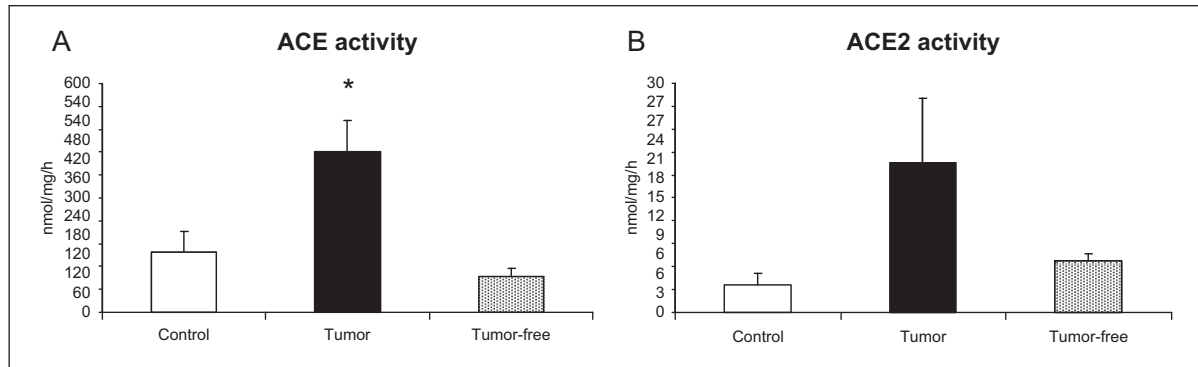 A
ACE activity
*
nmol/mg/h
600
540
480
420
360
300
240
180
120
60
0
Control
Tumor
Tumor-free
B
ACE2 activity
nmol/mg/h
30
27
24
21
18
15
12
9
6
3
0
Control
Tumor
Tumor-free